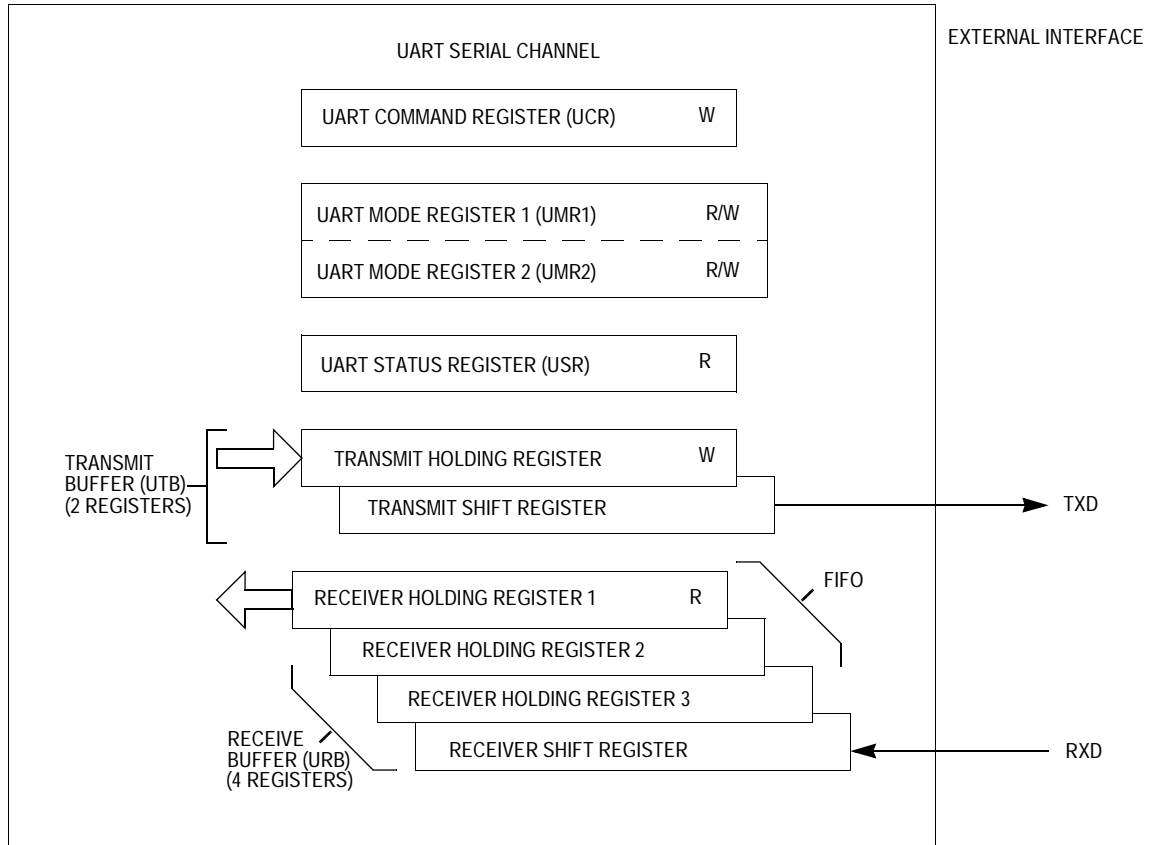 EXTERNAL INTERFACE
UART SERIAL CHANNEL
UART COMMAND REGISTER (UCR) W
UART MODE REGISTER 1 (UMR1) R/W
UART MODE REGISTER 2 (UMR2) R/W
UART STATUS REGISTER (USR) R
TRANSMIT
BUFFER (UTB)
(2 REGISTERS)
TRANSMIT HOLDING REGISTER W
TRANSMIT SHIFT REGISTER
TXD
FIFO
RECEIVER HOLDING REGISTER 1 R
RECEIVER HOLDING REGISTER 2
RECEIVER HOLDING REGISTER 3
RECEIVER SHIFT REGISTER
RECEIVE
BUFFER (URB)
(4 REGISTERS)
RXD